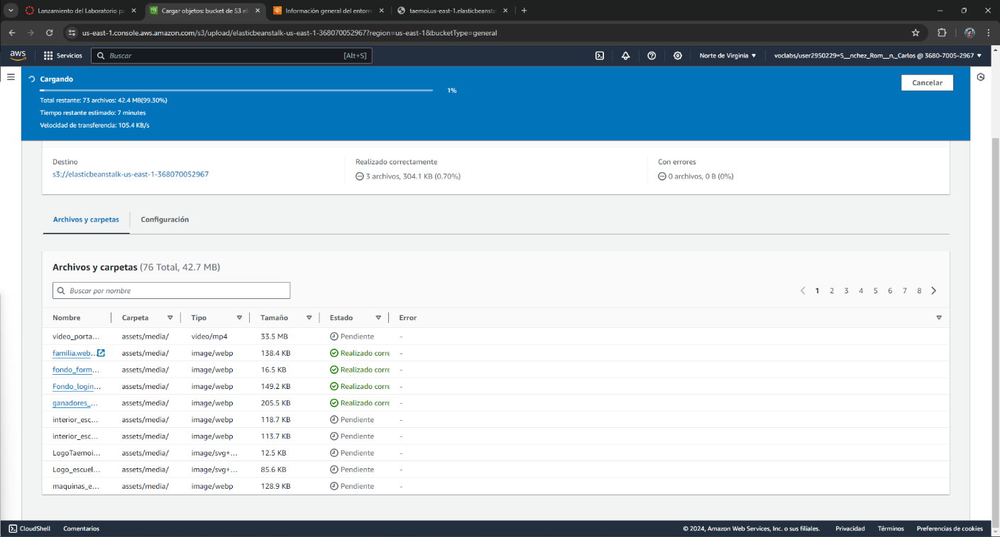 Lanzamiento del Laboratorio pa
Cargar objetos: bucket de S3 el
Información general del entorn
taemoi.us-east-1.elasticbeansta
us-east-1.console.aws.amazon.com/s3/upload/elasticbeanstalk-us-east-1-368070052967?region=us-east-1&bucketType=general
aws
Servicios
Buscar
[Alt+S]
Norte de Virginia
voclabs/user2950229=S__nchez_Rom__n,_Carlos @ 3680-7005-2967
Cargando
1%
Cancelar
Total restante: 73 archivos: 42.4 MB(99.30%)
Tiempo restante estimado: 7 minutes
Velocidad de transferencia: 105.4 KB/s
Destino
s3://elasticbeanstalk-us-east-1-368070052967
Realizado correctamente
3 archivos, 304.1 KB (0.70%)
Con errores
0 archivos, 0 B (0%)
Archivos y carpetas
Configuración
Archivos y carpetas (76 Total, 42.7 MB)
Buscar por nombre
1 2 3 4 5 6 7 8
Nombre Carpeta Tipo Tamaño Estado Error
video_porta... assets/media/ video/mp4 33.5 MB Pendiente -
familia.web... assets/media/ image/webp 138.4 KB Realizado corre -
fondo_form... assets/media/ image/webp 16.5 KB Realizado corre -
Fondo_login... assets/media/ image/webp 149.2 KB Realizado corre -
ganadores_... assets/media/ image/webp 205.5 KB Realizado corre -
interior_esc... assets/media/ image/webp 118.7 KB Pendiente -
interior_esc... assets/media/ image/webp 113.7 KB Pendiente -
LogoTaemoi... assets/media/ image/svg+... 12.5 KB Pendiente -
Logo_escuel... assets/media/ image/svg+... 85.6 KB Pendiente -
maquinas_e... assets/media/ image/webp 128.9 KB Pendiente -
CloudShell
Comentarios
© 2024, Amazon Web Services, Inc. o sus filiales.
Privacidad
Términos
Preferencias de cookies